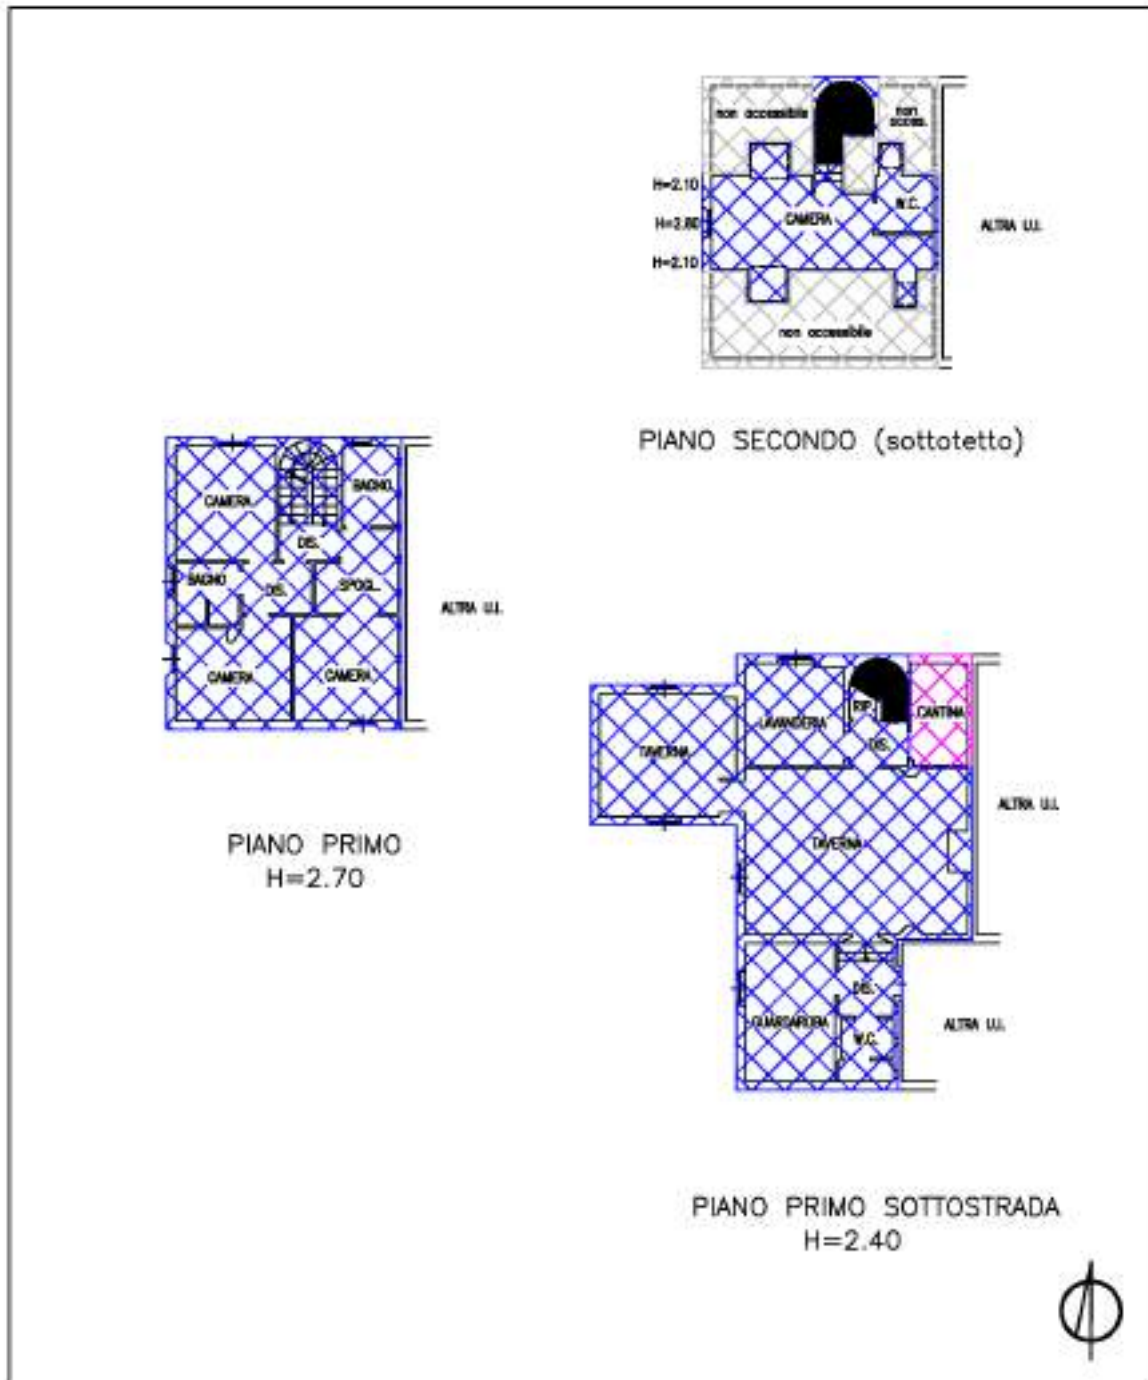 non accessibile
non
acces.
H=2.10
H=2.80
H=2.10
CAMERA
W.C.
ALTRA U.I.
non accessibile
PIANO SECONDO (sottotetto)
CAMERA
BAGNO
DIS.
BAGNO
DIS.
SPOGL.
ALTRA U.I.
CAMERA
CAMERA
PIANO PRIMO
H=2.70
LAVANDERIA
RIP.
CANTINA
DIS.
TAVERNA
ALTRA U.I.
TAVERNA
DIS.
GUARDAROBA
W.C.
ALTRA U.I.
PIANO PRIMO SOTTOSTRADA
H=2.40